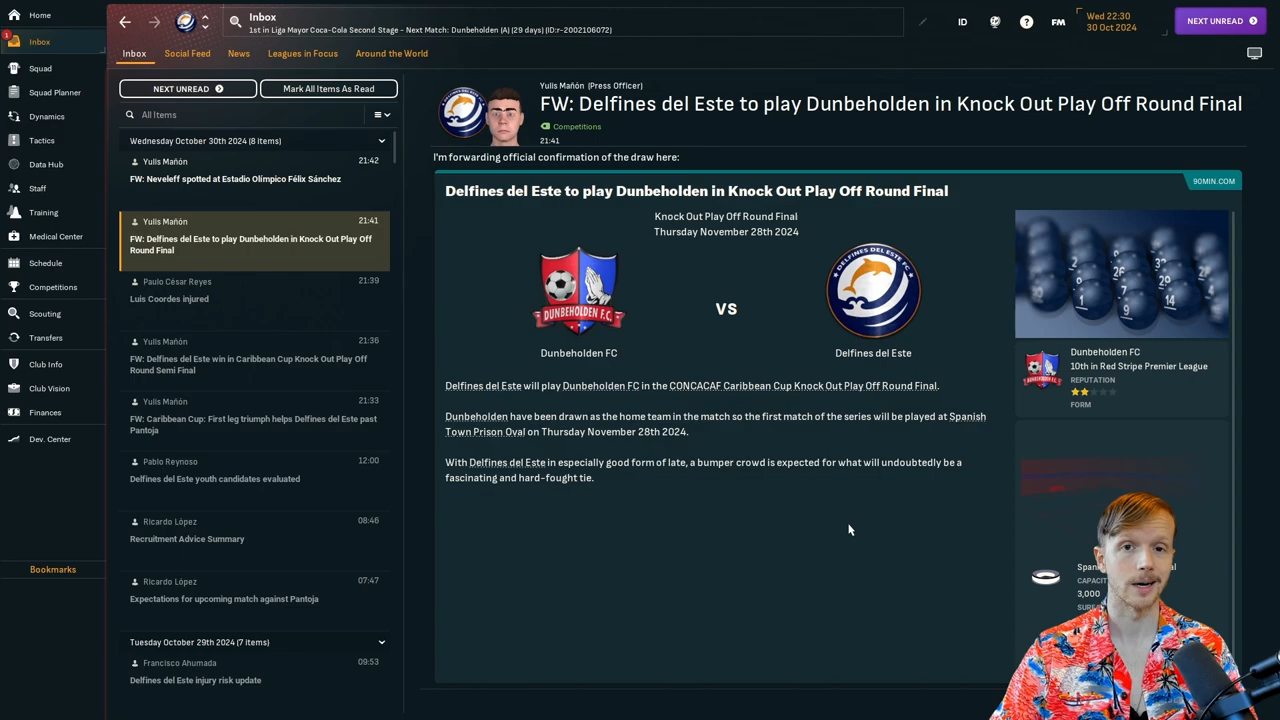 Home
1
Inbox
Squad
Squad Planner
Dynamics
Tactics
Data Hub
Staff
Training
Medical Center
Schedule
Competitions
Scouting
Transfers
Club Info
Club Vision
Finances
Dev. Center
Bookmarks
Inbox
1st in Liga Mayor Coca-Cola Second Stage - Next Match: Dunbeholden (A) (29 days) (ID:r-2002106072)
ID
?
FM
Wed 22:30
30 Oct 2024
NEXT UNREAD
Inbox
Social Feed
News
Leagues in Focus
Around the World
NEXT UNREAD
Mark All Items As Read
All Items
Wednesday October 30th 2024 (8 Items)
Yulis Mañón
21:42
FW: Neveleff spotted at Estadio Olímpico Félix Sánchez
Yulis Mañón
21:41
FW: Delfines del Este to play Dunbeholden in Knock Out Play Off Round Final
Paulo César Reyes
21:39
Luis Coordes injured
Yulis Mañón
21:36
FW: Delfines del Este win in Caribbean Cup Knock Out Play Off Round Semi Final
Yulis Mañón
21:33
FW: Caribbean Cup: First leg triumph helps Delfines del Este past Pantoja
Pablo Reynoso
12:00
Delfines del Este youth candidates evaluated
Ricardo López
08:46
Recruitment Advice Summary
Ricardo López
07:47
Expectations for upcoming match against Pantoja
Tuesday October 29th 2024 (7 Items)
Francisco Ahumada
09:53
Delfines del Este injury risk update
Yulis Mañón (Press Officer)
FW: Delfines del Este to play Dunbeholden in Knock Out Play Off Round Final
Competitions
21:41
I'm forwarding official confirmation of the draw here:
90MIN.COM
Delfines del Este to play Dunbeholden in Knock Out Play Off Round Final
Knock Out Play Off Round Final
Thursday November 28th 2024
DUNBEHOLDEN F.C.
VS
DELFINES DEL ESTE FC
Dunbeholden FC
Delfines del Este
Delfines del Este will play Dunbeholden FC in the CONCACAF Caribbean Cup Knock Out Play Off Round Final.
Dunbeholden have been drawn as the home team in the match so the first match of the series will be played at Spanish
Town Prison Oval on Thursday November 28th 2024.
With Delfines del Este in especially good form of late, a bumper crowd is expected for what will undoubtedly be a
fascinating and hard-fought tie.
Dunbeholden FC
10th in Red Stripe Premier League
REPUTATION
FORM
3,000